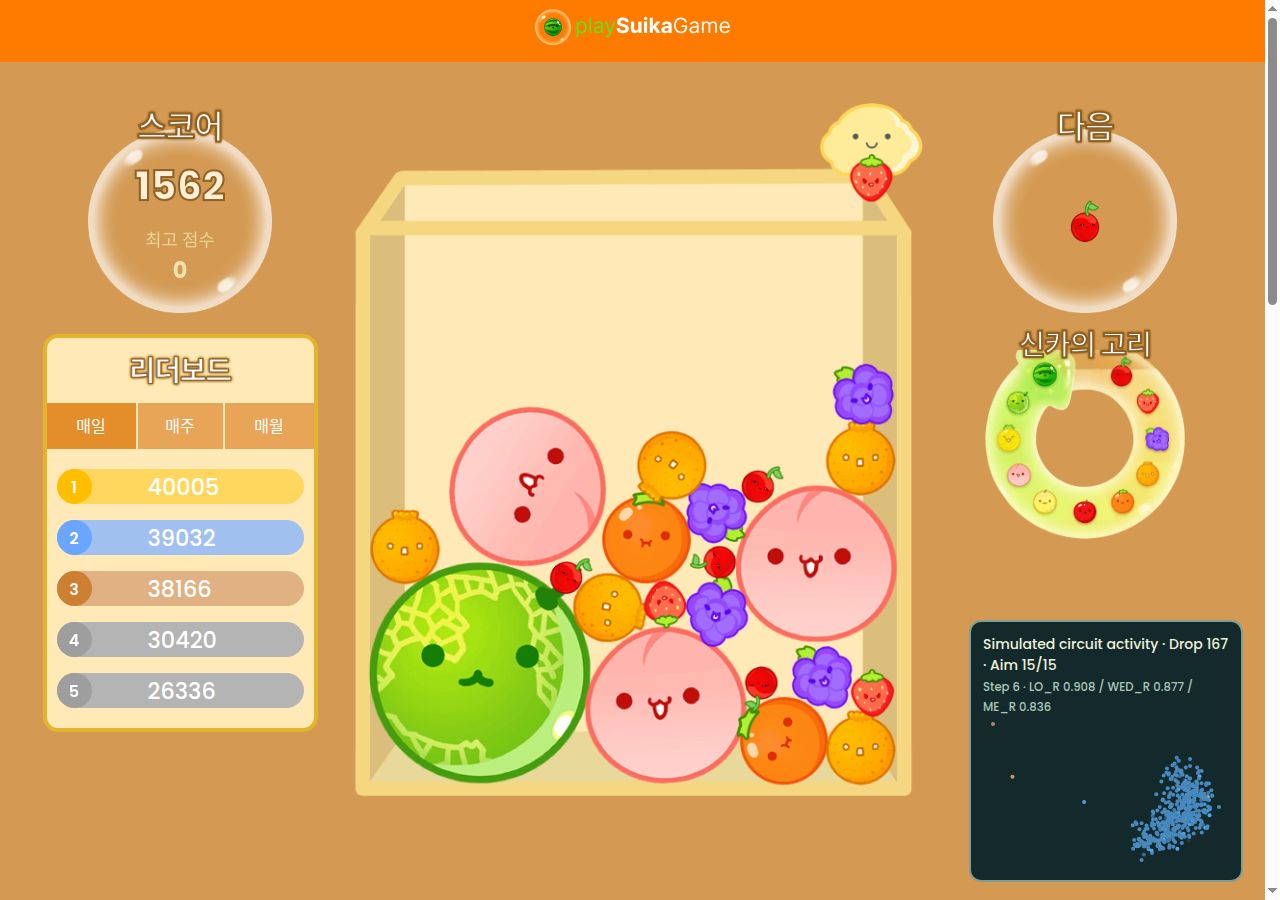 playSuikaGame
스코어
1562
최고 점수
0
다음
리더보드
매일
매주
매월
1
40005
2
39032
3
38166
4
30420
5
26336
신카의 고리
Simulated circuit activity · Drop 167
· Aim 15/15
Step 6 · LO_R 0.908 / WED_R 0.877 /
ME_R 0.836